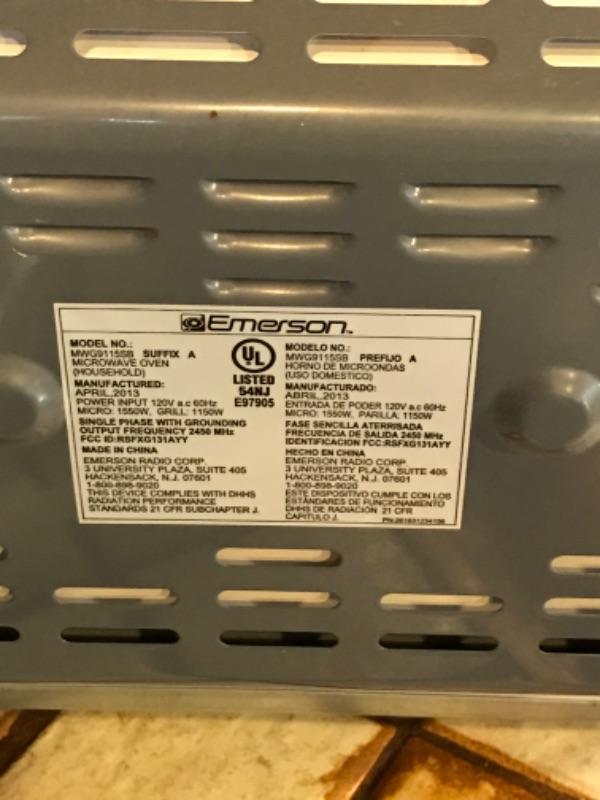 Emerson
MODEL NO.:
MWG9115SB SUFFIX A
MICROWAVE OVEN
(HOUSEHOLD)
MANUFACTURED:
APRIL,2013
POWER INPUT 120V a.c 60Hz
MICRO: 1550W, GRILL: 1150W
SINGLE PHASE WITH GROUNDING
OUTPUT FREQUENCY 2450 MHz
FCC ID:RSFXG131AYY
MADE IN CHINA
EMERSON RADIO CORP.
3 UNIVERSITY PLAZA, SUITE 405
HACKENSACK, N.J. 07601
1-800-898-9020
THIS DEVICE COMPLIES WITH DHHS
RADIATION PERFORMANCE
STANDARDS 21 CFR SUBCHAPTER J.
UL
LISTED
54NJ
E97905
MODELO NO.:
MWG9115SB PREFIJO A
HORNO DE MICROONDAS
(USO DOMESTICO)
MANUFACTURADO:
ABRIL,2013
ENTRADA DE PODER 120V a.c 60Hz
MICRO: 1550W, PARILLA: 1150W
FASE SENCILLA ATERRISADA
FRECUENCIA DE SALIDA 2450 MHz
IDENTIFICACION FCC:RSFXG131AYY
HECHO EN CHINA
EMERSON RADIO CORP.
3 UNIVERSITY PLAZA, SUITE 405
HACKENSACK, N.J. 07601
1-800-898-9020
ESTE DISPOSITIVO CUMPLE CON LOS
ESTÁNDARES DE FUNCIONAMIENTO
DHHS DE RADIACIÓN 21 CFR
CAPITULO J.